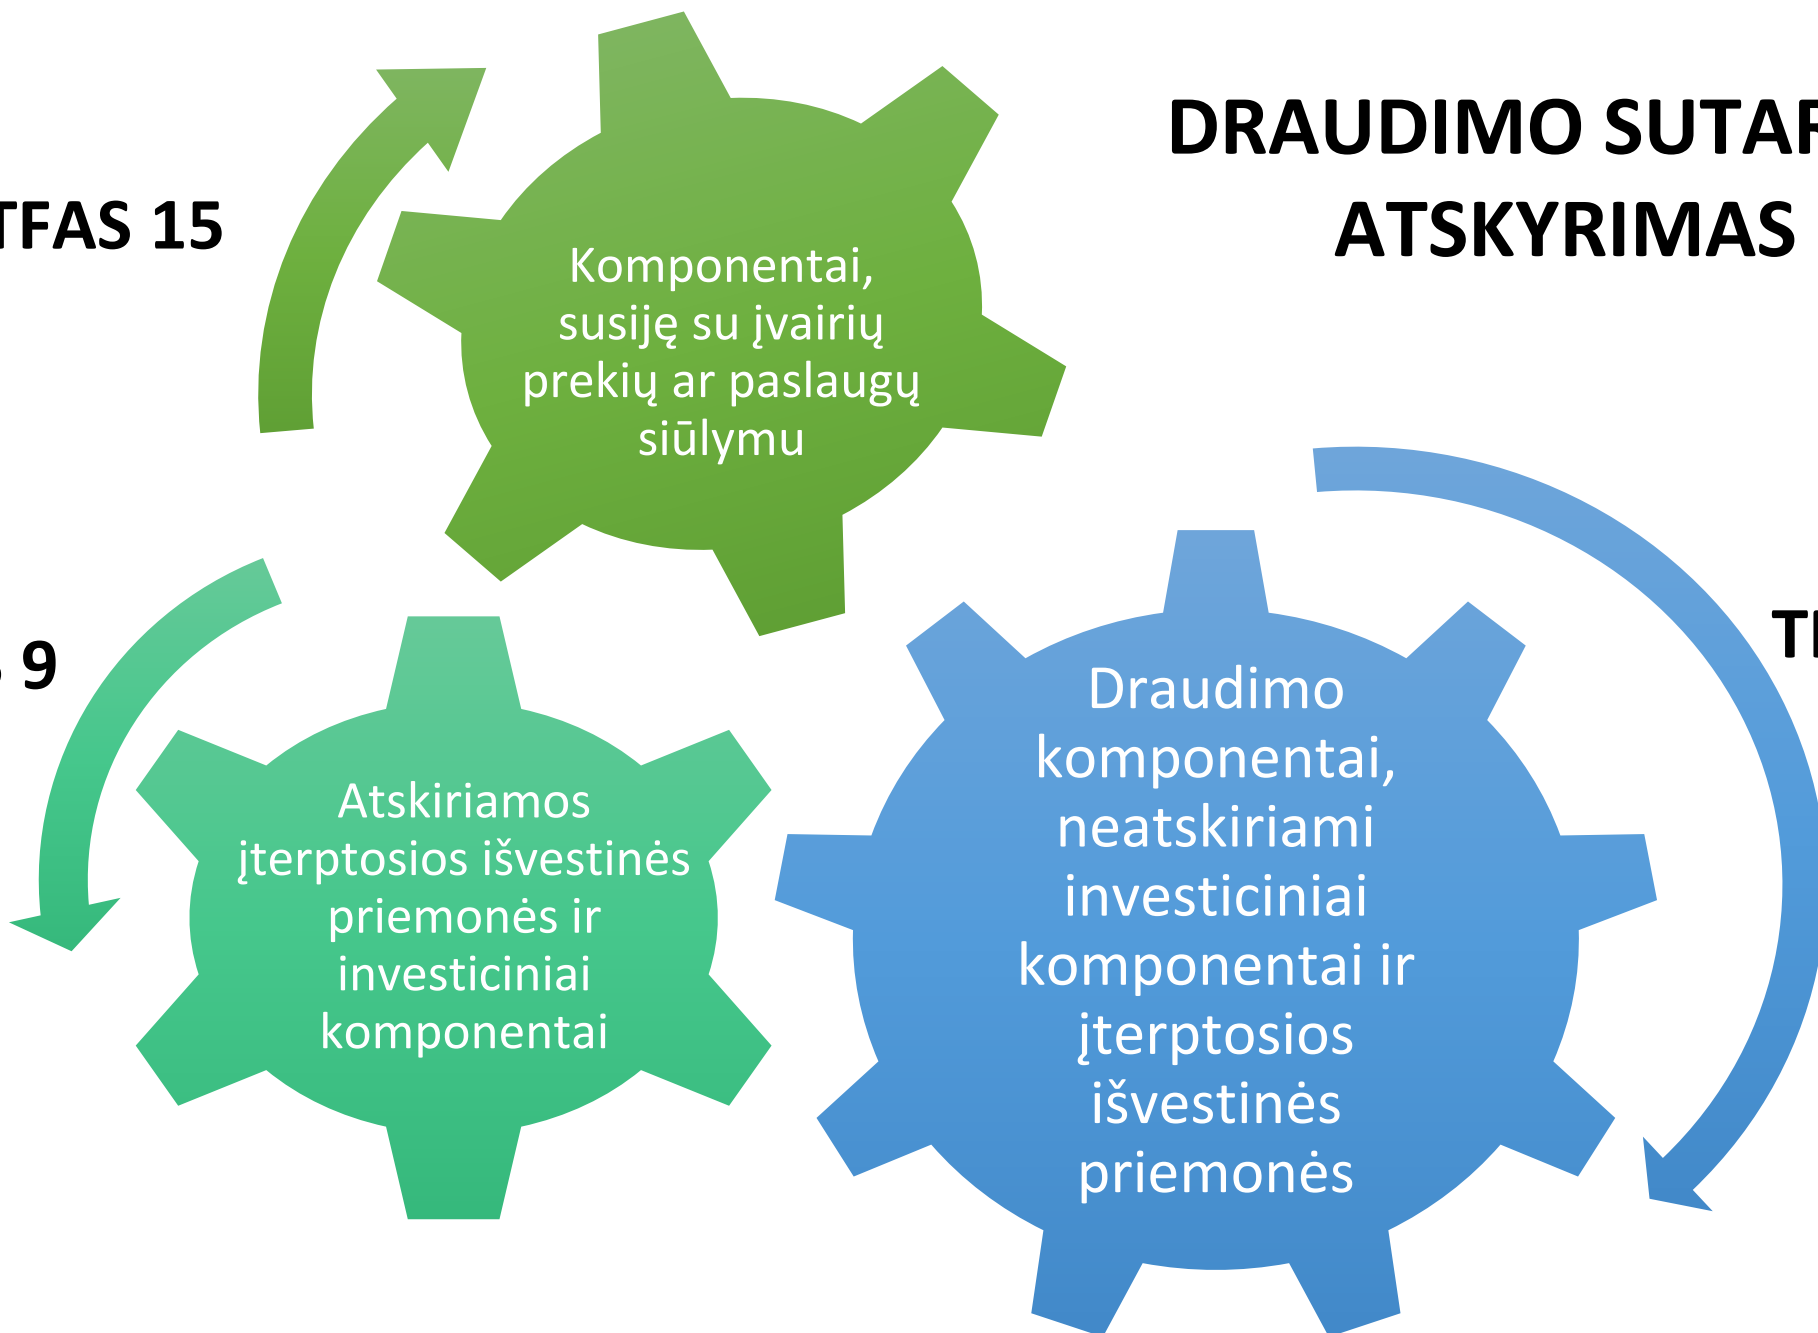 DRAUDIMO SUTAR
ATSKYRIMAS
TFAS 15
Komponentai,
susiję su įvairių
prekių ar paslaugų
siūlymu
9
Atskiriamos
įterptosios išvestinės
priemonės ir
investiciniai
komponentai
Draudimo
komponentai,
neatskiriami
investiciniai
komponentai ir
įterptosios
išvestinės
priemonės